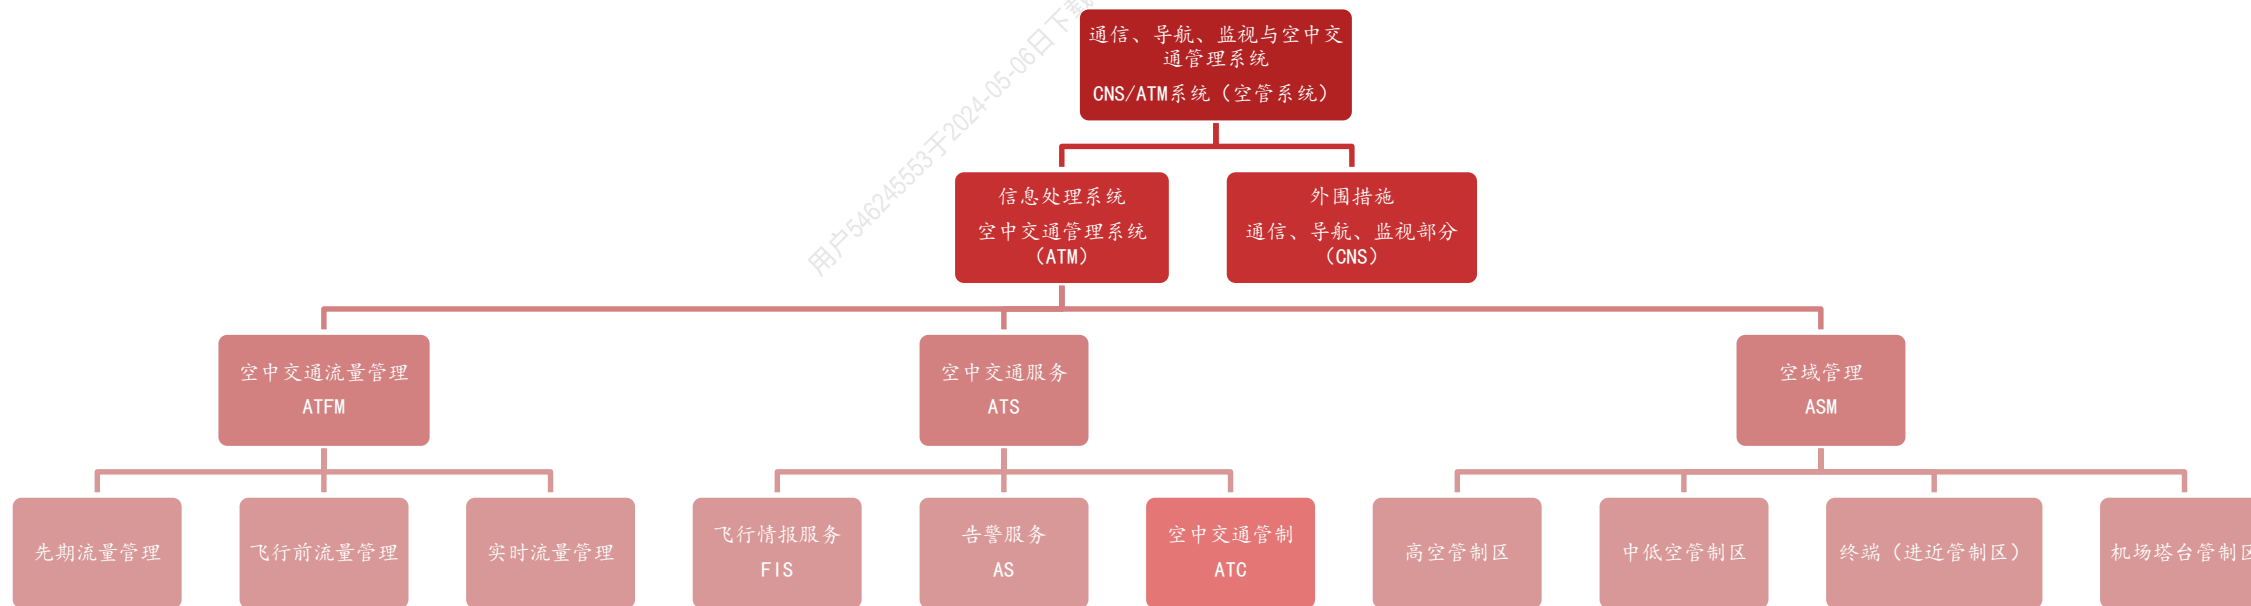 通信、导航、监视与空中交
通管理系统
CNS/ATM系统（空管系统）
用户546245553于2024-05-06日下载
信息处理系统
空中交通管理系统
（ATM）
外围措施
通信、导航、监视部分
（CNS）
空中交通流量管理
ATFM
空中交通服务
ATS
空域管理
ASM
先期流量管理
飞行前流量管理
实时流量管理
飞行情报服务
FIS
告警服务
AS
空中交通管制
ATC
高空管制区
中低空管制区
终端（进近管制区）
机场塔台管制区